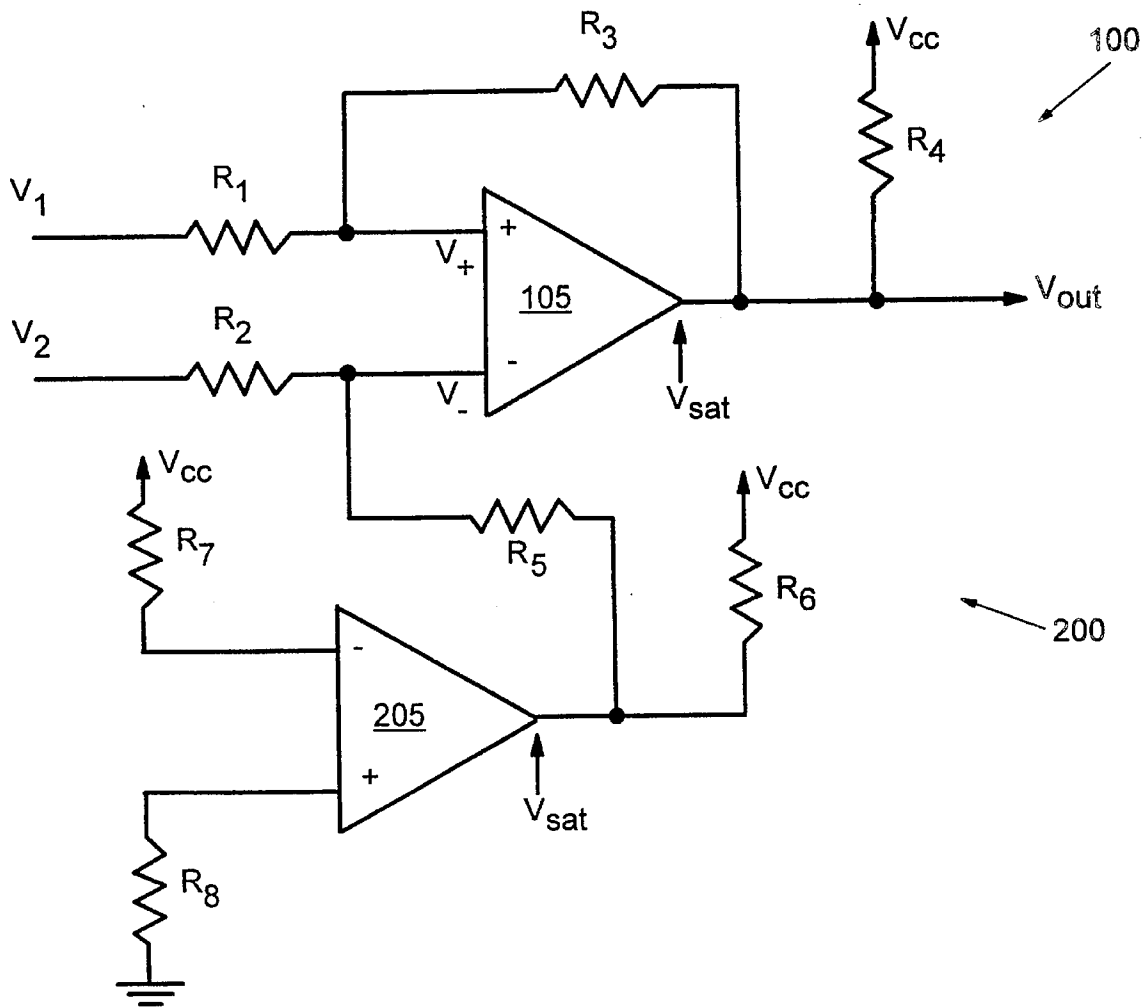 R3
Vcc
100
R4
R1
V1
V+
+
105
Vout
R2
V2
-
V-
Vsat
Vcc
Vcc
R7
R5
R6
-
200
205
+
Vsat
R8